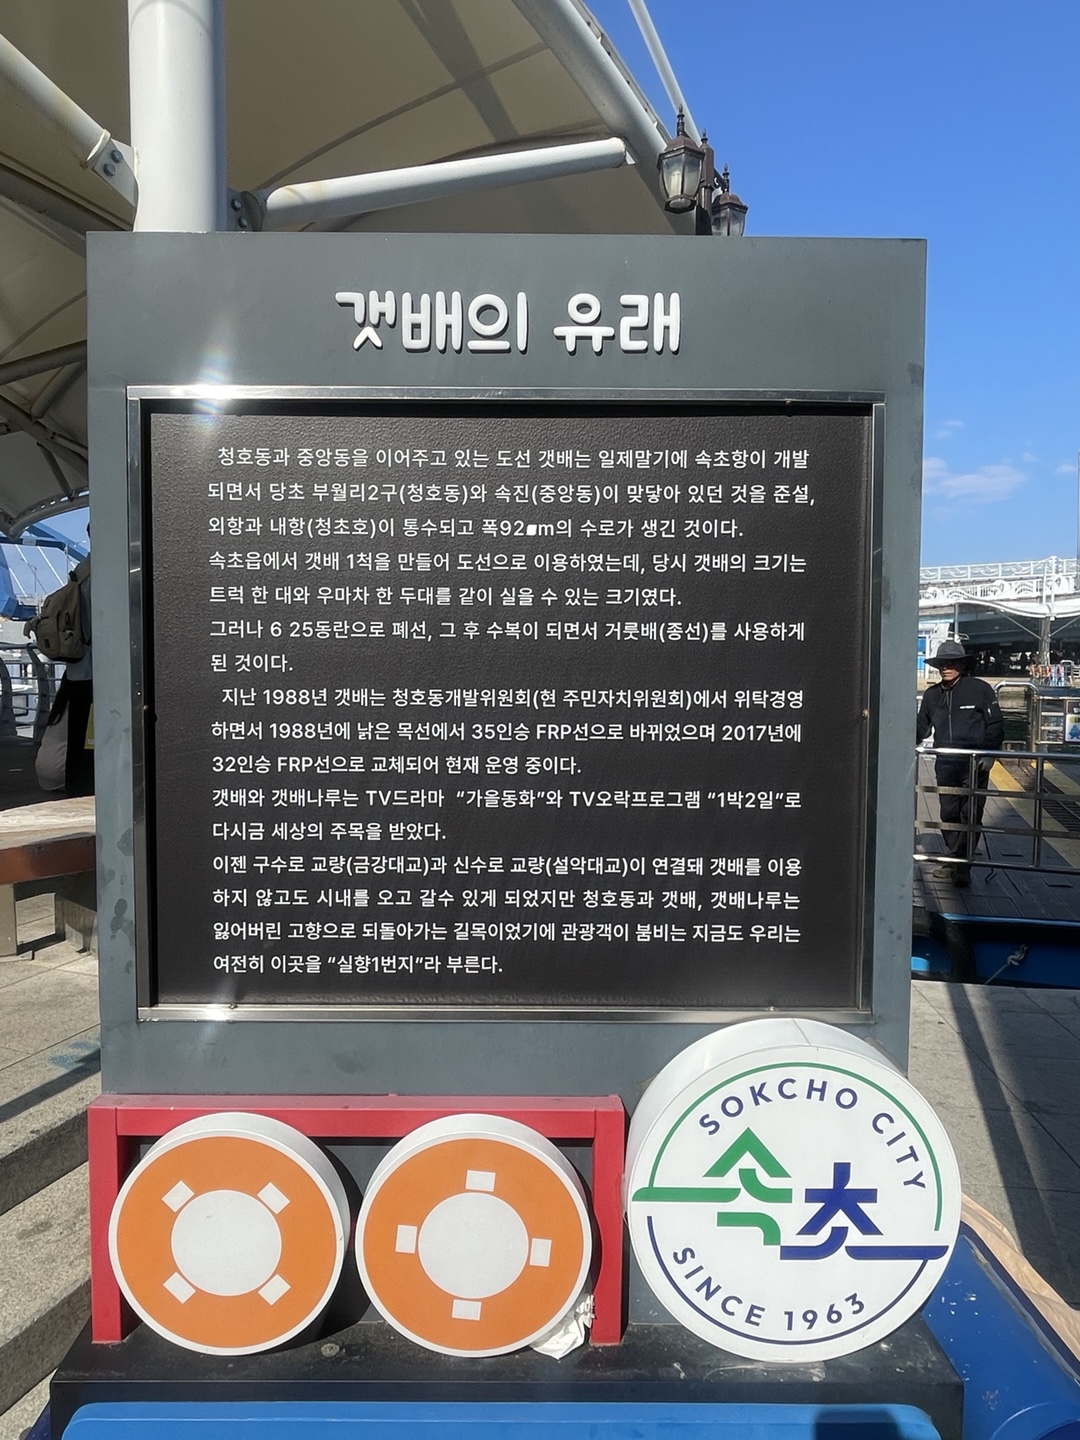 갯배의 유래
청호동과 중앙동을 이어주고 있는 도선 갯배는 일제말기에 속초항이 개발
되면서 당초 부월리2구(청호동)와 속진(중앙동)이 맞닿아 있던 것을 준설,
외항과 내항(청초호)이 통수되고 폭92■m의 수로가 생긴 것이다.
속초읍에서 갯배 1척을 만들어 도선으로 이용하였는데, 당시 갯배의 크기는
트럭 한 대와 우마차 한 두대를 같이 실을 수 있는 크기였다.
그러나 6 25동란으로 폐선, 그 후 수복이 되면서 거룻배(종선)를 사용하게
된 것이다.
지난 1988년 갯배는 청호동개발위원회(현 주민자치위원회)에서 위탁경영
하면서 1988년에 낡은 목선에서 35인승 FRP선으로 바뀌었으며 2017년에
32인승 FRP선으로 교체되어 현재 운영 중이다.
갯배와 갯배나루는 TV드라마 “가을동화”와 TV오락프로그램 “1박2일”로
다시금 세상의 주목을 받았다.
이젠 구수로 교량(금강대교)과 신수로 교량(설악대교)이 연결돼 갯배를 이용
하지 않고도 시내를 오고 갈수 있게 되었지만 청호동과 갯배, 갯배나루는
잃어버린 고향으로 되돌아가는 길목이었기에 관광객이 붐비는 지금도 우리는
여전히 이곳을 “실향1번지”라 부른다.
SOKCHO CITY
속초
SINCE 1963